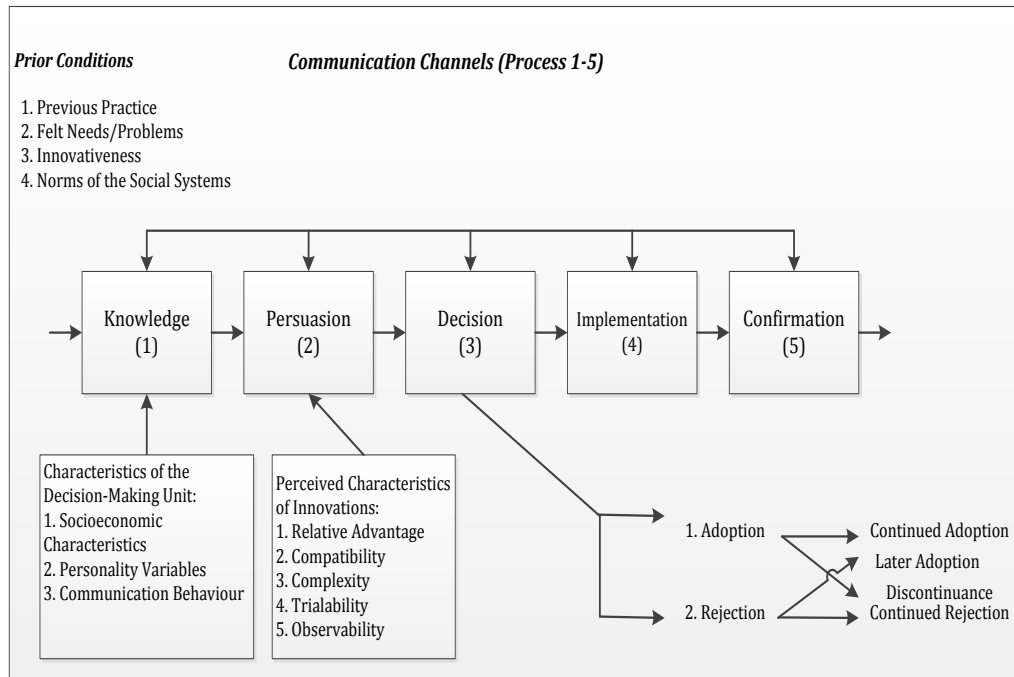 Prior Conditions
Communication Channels (Process 1-5)
1. Previous Practice
2. Felt Needs/Problems
3. Innovativeness
4. Norms of the Social Systems
Knowledge
(1)
Persuasion
(2)
Decision
(3)
Implementation
(4)
Confirmation
(5)
Characteristics of the
Decision-Making Unit:
1. Socioeconomic
Characteristics
2. Personality Variables
3. Communication Behaviour
Perceived Characteristics
of Innovations:
1. Relative Advantage
2. Compatibility
3. Complexity
4. Trialability
5. Observability
1. Adoption
Continued Adoption
Later Adoption
Discontinuance
2. Rejection
Continued Rejection